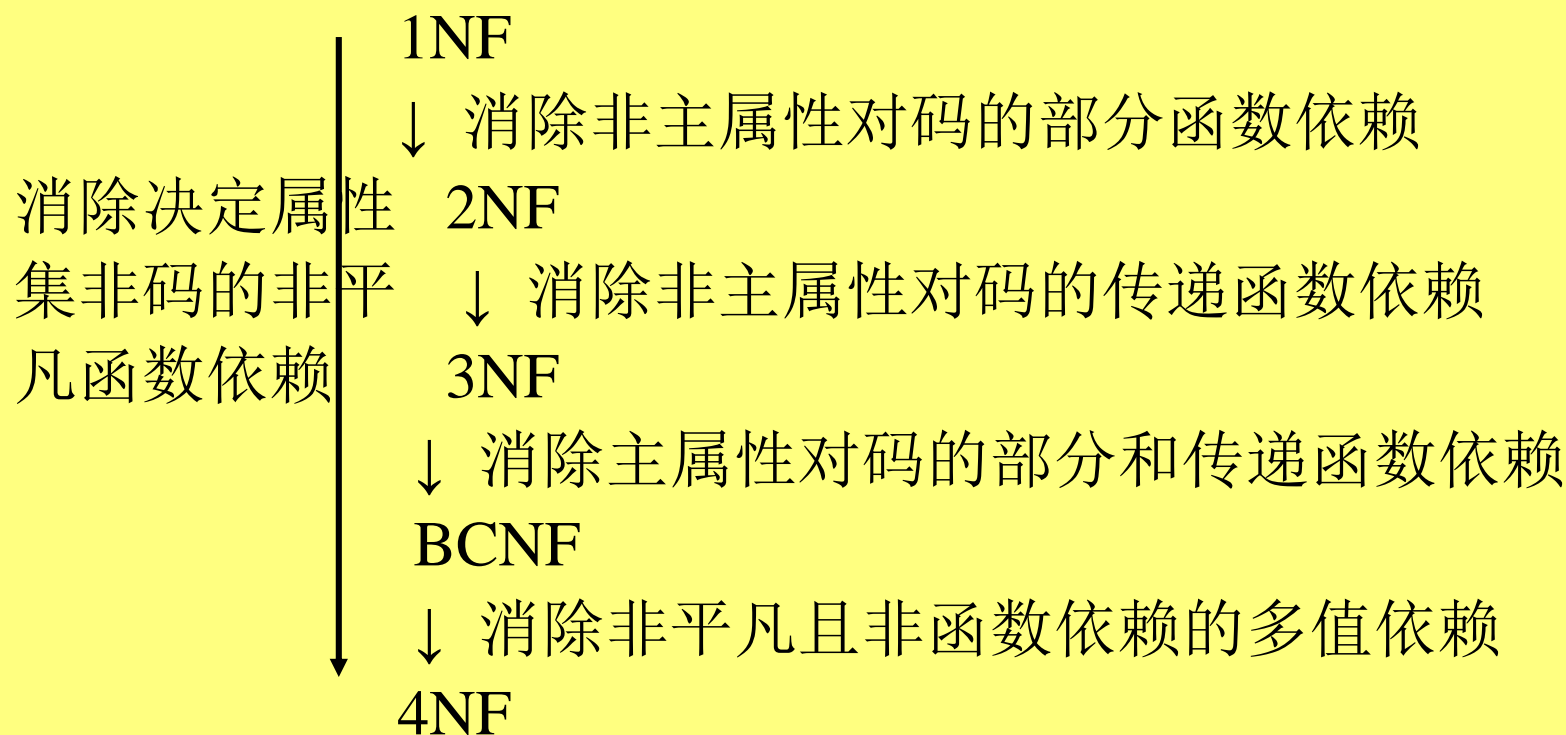 1NF
↓ 消除非主属性对码的部分函数依赖
消除决定属性 2NF
集非码的非平 ↓ 消除非主属性对码的传递函数依赖
凡函数依赖 3NF
↓ 消除主属性对码的部分和传递函数依赖
BCNF
↓ 消除非平凡且非函数依赖的多值依赖
4NF